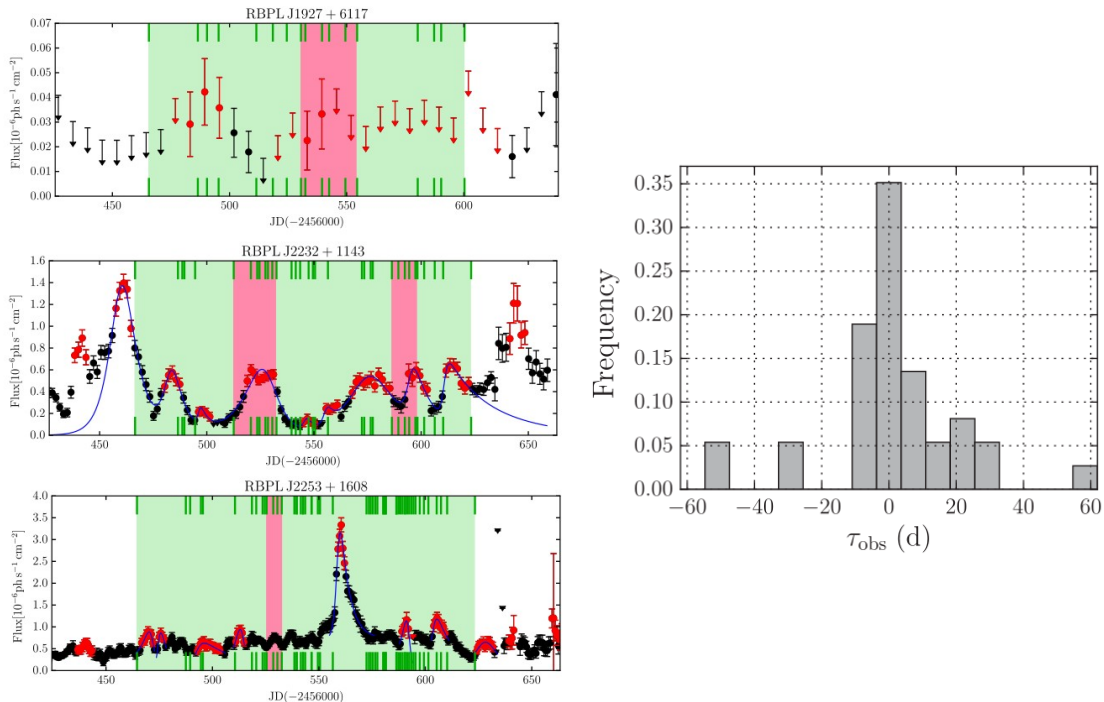 RBPL J1927 + 6117
Flux[10⁻⁶ph s⁻¹ cm⁻²]
0.07
0.06
0.05
0.04
0.03
0.02
0.01
0.00
450 500 550 600
JD(−2456000)
RBPL J2232 + 1143
Flux[10⁻⁶ph s⁻¹ cm⁻²]
1.6
1.4
1.2
1.0
0.8
0.6
0.4
0.2
0.0
450 500 550 600 650
JD(−2456000)
RBPL J2253 + 1608
Flux[10⁻⁶ph s⁻¹ cm⁻²]
4.0
3.5
3.0
2.5
2.0
1.5
1.0
0.5
0.0
450 500 550 600 650
JD(−2456000)
Frequency
0.35
0.30
0.25
0.20
0.15
0.10
0.05
0.00
−60 −40 −20 0 20 40 60
τobs (d)